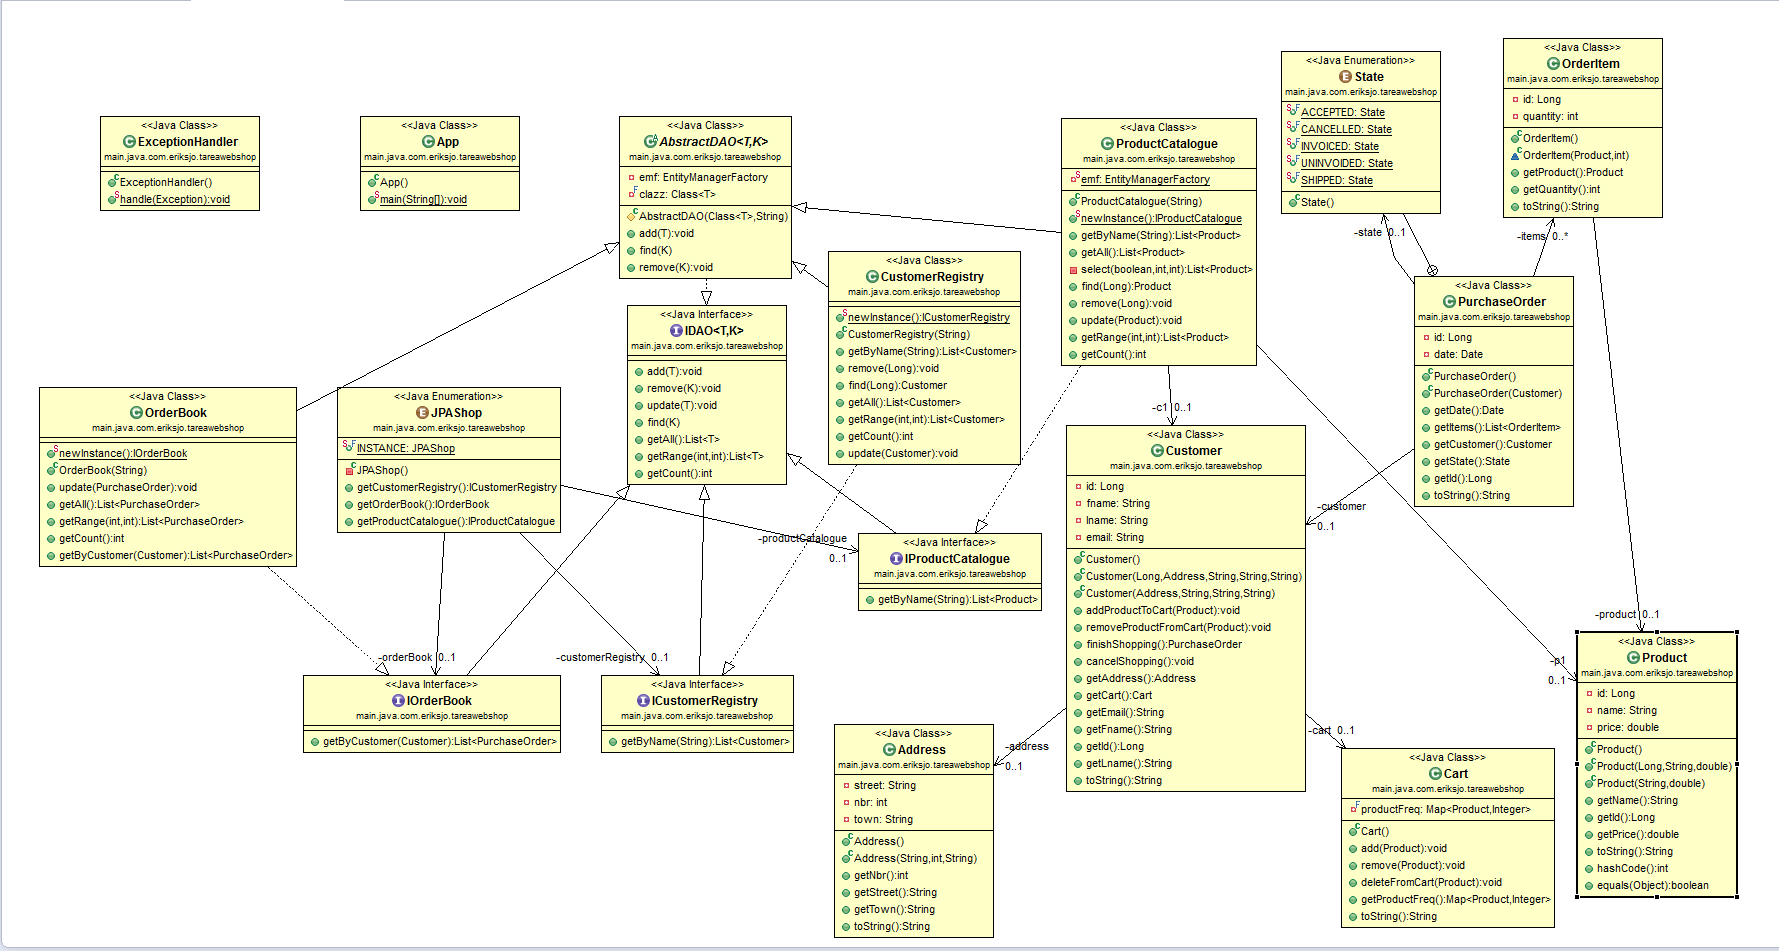 <<Java Class>>
ExceptionHandler
main.java.com.eriksjo.tareawebshop
ExceptionHandler()
handle(Exception):void
<<Java Class>>
App
main.java.com.eriksjo.tareawebshop
App()
main(String[]):void
<<Java Class>>
AbstractDAO<T,K>
main.java.com.eriksjo.tareawebshop
emf: EntityManagerFactory
clazz: Class<T>
AbstractDAO(Class<T>,String)
add(T):void
find(K)
remove(K):void
<<Java Class>>
ProductCatalogue
main.java.com.eriksjo.tareawebshop
emf: EntityManagerFactory
ProductCatalogue(String)
newInstance():IProductCatalogue
getByName(String):List<Product>
getAll():List<Product>
select(boolean,int,int):List<Product>
find(Long):Product
remove(Long):void
update(Product):void
getRange(int,int):List<Product>
getCount():int
<<Java Enumeration>>
State
main.java.com.eriksjo.tareawebshop
ACCEPTED: State
CANCELLED: State
INVOICED: State
UNINVOIDED: State
SHIPPED: State
State()
<<Java Class>>
OrderItem
main.java.com.eriksjo.tareawebshop
id: Long
quantity: int
OrderItem()
OrderItem(Product,int)
getProduct():Product
getQuantity():int
toString():String
-state 0..1
-items 0..*
<<Java Class>>
CustomerRegistry
main.java.com.eriksjo.tareawebshop
newInstance():ICustomerRegistry
CustomerRegistry(String)
getByName(String):List<Customer>
remove(Long):void
find(Long):Customer
getAll():List<Customer>
getRange(int,int):List<Customer>
getCount():int
update(Customer):void
<<Java Class>>
PurchaseOrder
main.java.com.eriksjo.tareawebshop
id: Long
date: Date
PurchaseOrder()
PurchaseOrder(Customer)
getDate():Date
getItems():List<OrderItem>
getCustomer():Customer
getState():State
getId():Long
toString():String
<<Java Interface>>
IDAO<T,K>
main.java.com.eriksjo.tareawebshop
add(T):void
remove(K):void
update(T):void
find(K)
getAll():List<T>
getRange(int,int):List<T>
getCount():int
<<Java Class>>
OrderBook
main.java.com.eriksjo.tareawebshop
newInstance():IOrderBook
OrderBook(String)
update(PurchaseOrder):void
getAll():List<PurchaseOrder>
getRange(int,int):List<PurchaseOrder>
getCount():int
getByCustomer(Customer):List<PurchaseOrder>
<<Java Enumeration>>
JPAShop
main.java.com.eriksjo.tareawebshop
INSTANCE: JPAShop
JPAShop()
getCustomerRegistry():ICustomerRegistry
getOrderBook():IOrderBook
getProductCatalogue():IProductCatalogue
-c1 0..1
<<Java Class>>
Customer
main.java.com.eriksjo.tareawebshop
id: Long
fname: String
lname: String
email: String
Customer()
Customer(Long,Address,String,String,String)
Customer(Address,String,String,String)
addProductToCart(Product):void
removeProductFromCart(Product):void
finishShopping():PurchaseOrder
cancelShopping():void
getAddress():Address
getCart():Cart
getEmail():String
getFname():String
getId():Long
getLname():String
toString():String
-customer
0..1
-productCatalogue
0..1
<<Java Interface>>
IProductCatalogue
main.java.com.eriksjo.tareawebshop
getByName(String):List<Product>
-product 0..1
-p1
0..1
<<Java Class>>
Product
main.java.com.eriksjo.tareawebshop
id: Long
name: String
price: double
Product()
Product(Long,String,double)
Product(String,double)
getName():String
getId():Long
getPrice():double
toString():String
hashCode():int
equals(Object):boolean
-orderBook 0..1
-customerRegistry 0..1
<<Java Interface>>
IOrderBook
main.java.com.eriksjo.tareawebshop
getByCustomer(Customer):List<PurchaseOrder>
<<Java Interface>>
ICustomerRegistry
main.java.com.eriksjo.tareawebshop
getByName(String):List<Customer>
-address
0..1
-cart 0..1
<<Java Class>>
Address
main.java.com.eriksjo.tareawebshop
street: String
nbr: int
town: String
Address()
Address(String,int,String)
getNbr():int
getStreet():String
getTown():String
toString():String
<<Java Class>>
Cart
main.java.com.eriksjo.tareawebshop
productFreq: Map<Product,Integer>
Cart()
add(Product):void
remove(Product):void
deleteFromCart(Product):void
getProductFreq():Map<Product,Integer>
toString():String